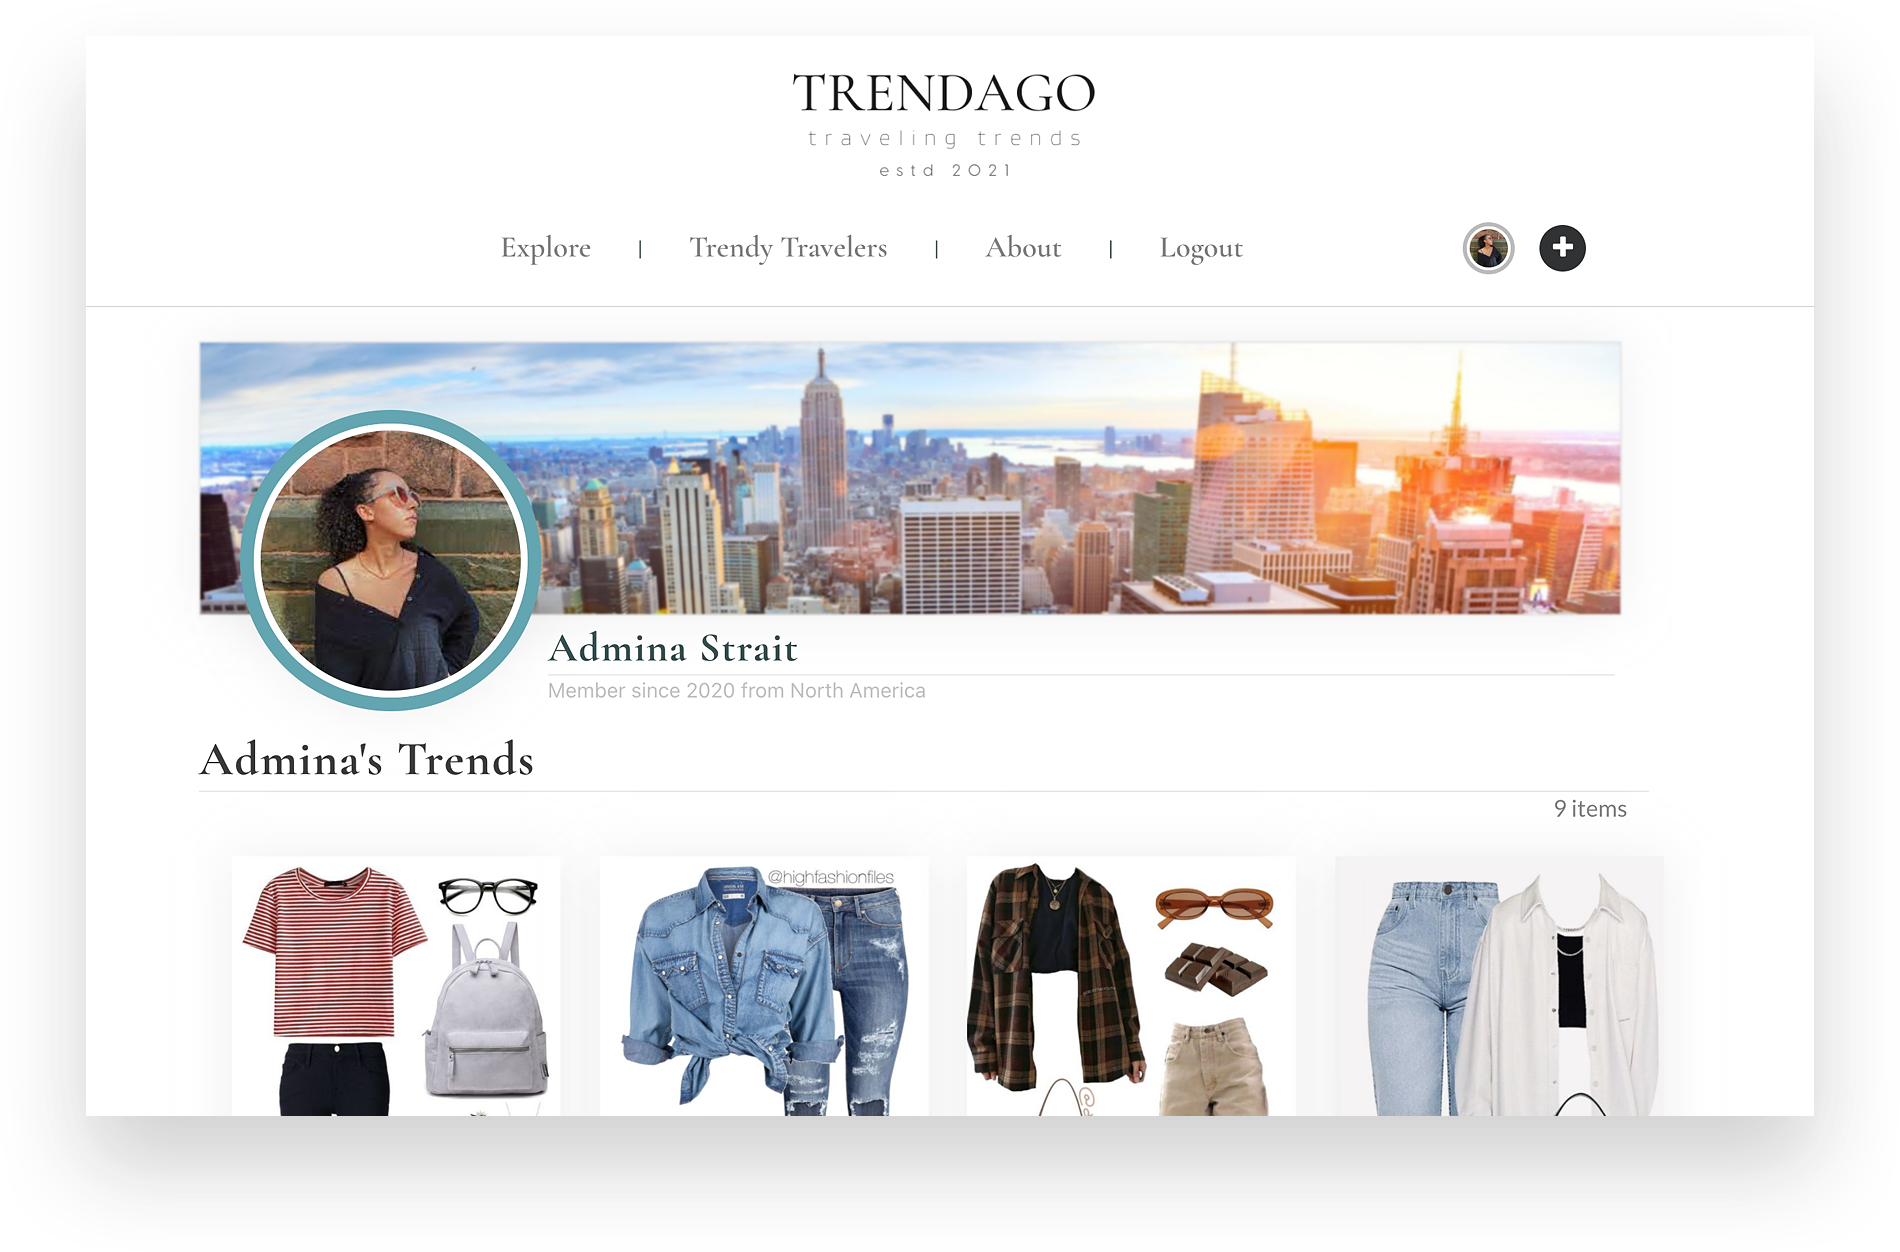 TRENDAGO
traveling trends
estd 2021
Explore | Trendy Travelers | About | Logout
Admina Strait
Member since 2020 from North America
Admina's Trends
9 items
@highfashionfiles